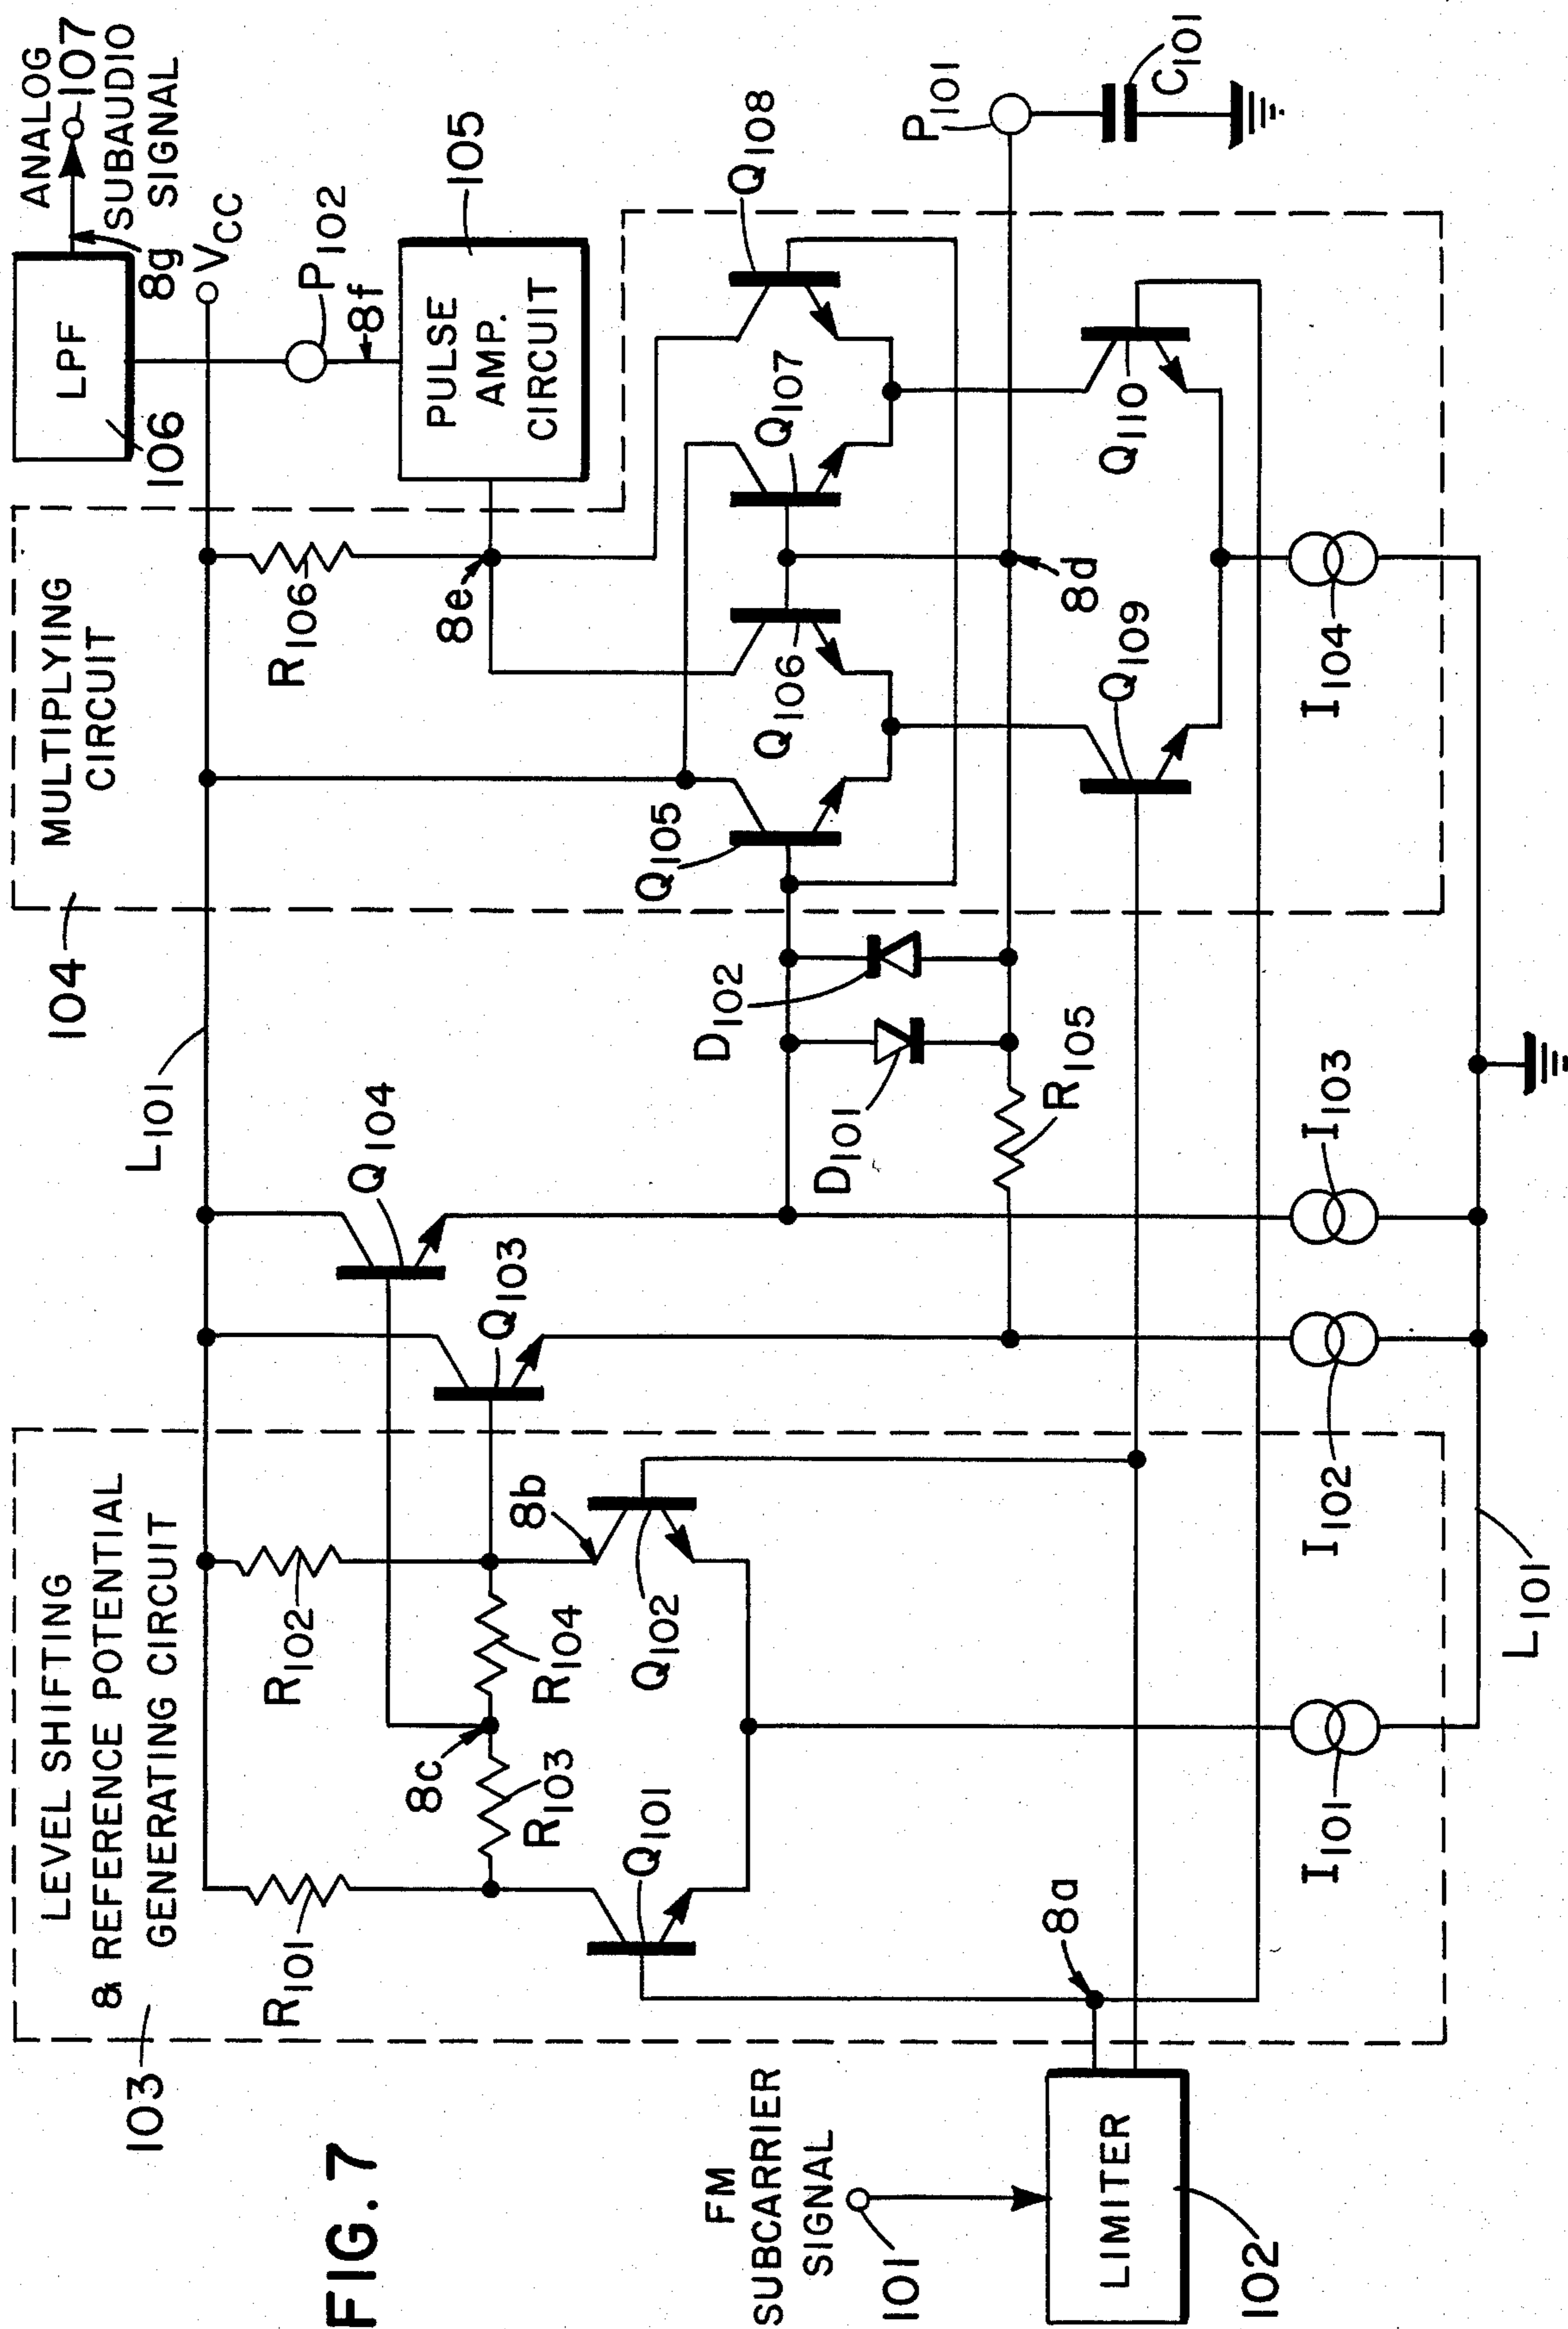 FIG. 7
103
LEVEL SHIFTING
& REFERENCE POTENTIAL
GENERATING CIRCUIT
104
MULTIPLYING
CIRCUIT
106
LPF
8g
ANALOG
107
SUBAUDIO
SIGNAL
VCC
L101
P102
8f
R101
R102
R106
Q104
8e
PULSE
AMP.
CIRCUIT
105
8c
8b
Q103
R103
R104
Q101
Q102
Q105
Q106
Q107
Q108
D102
D101
R105
8d
P101
C101
FM
SUBCARRIER
SIGNAL
101
8a
Q109
Q110
LIMITER
102
I101
I102
I103
I104
L101